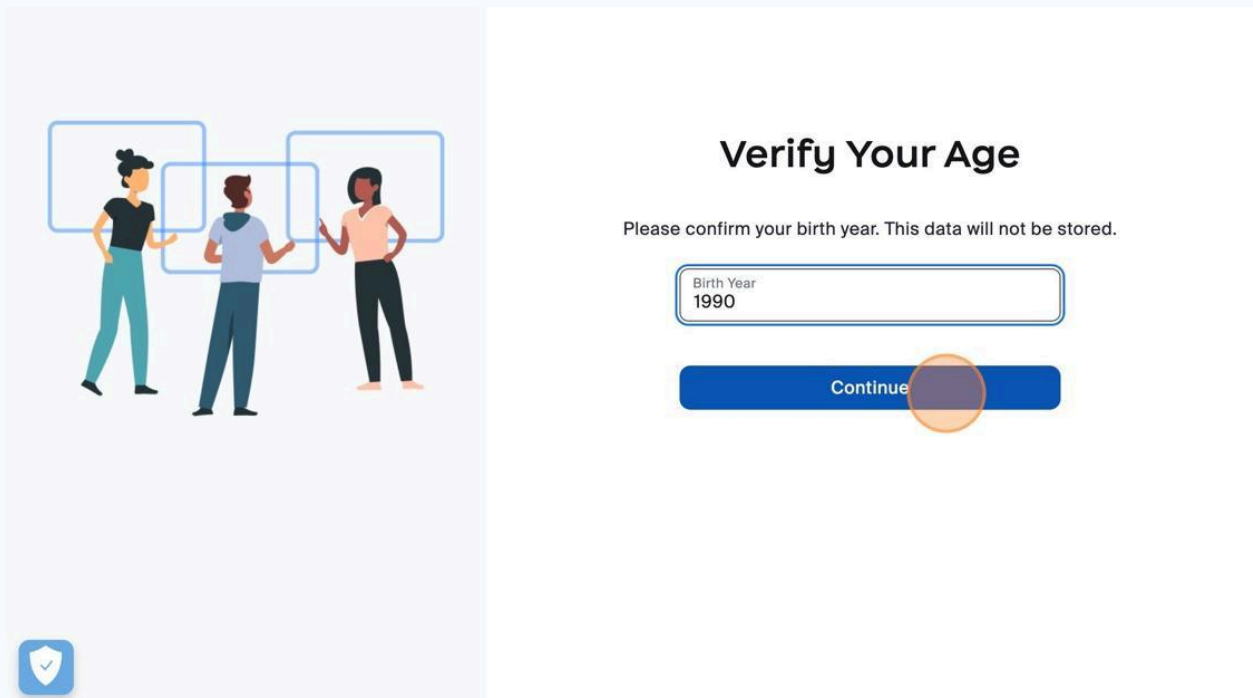 Verify Your Age
Please confirm your birth year. This data will not be stored.
Birth Year
1990
Continue